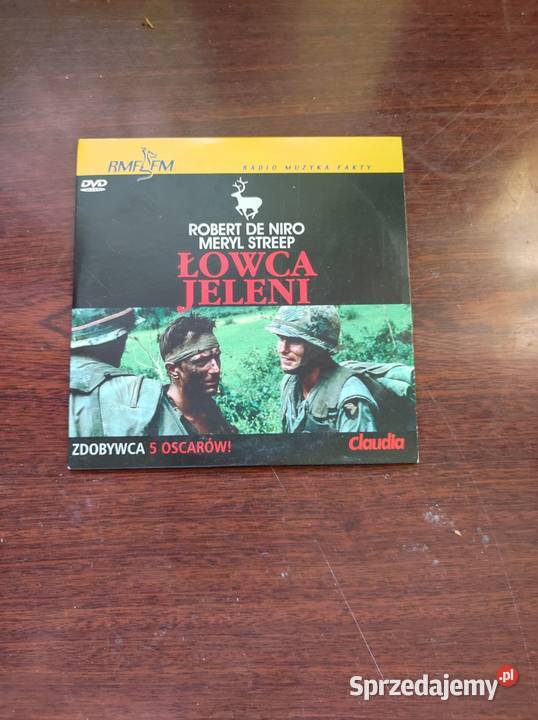 RMF FM
RADIO MUZYKA FAKTY
DVD
ROBERT DE NIRO
MERYL STREEP
ŁOWCA
JELENI
ZDOBYWCA 5 OSCARÓW!
Claudia
Sprzedajemy.pl